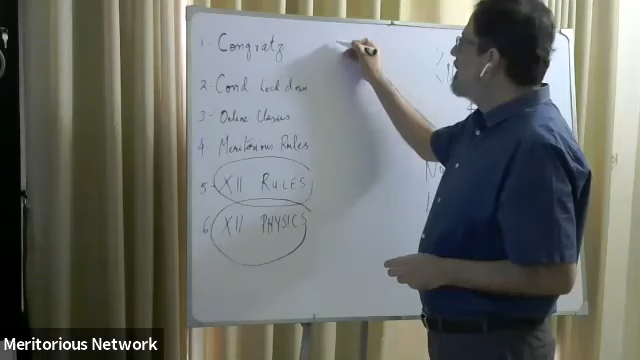 1- Congratz
2- Cond Lock down
3- Online Classes
4 Meritorious Rules
5- XII RULES
6 XII PHYSICS
Meritorious Network